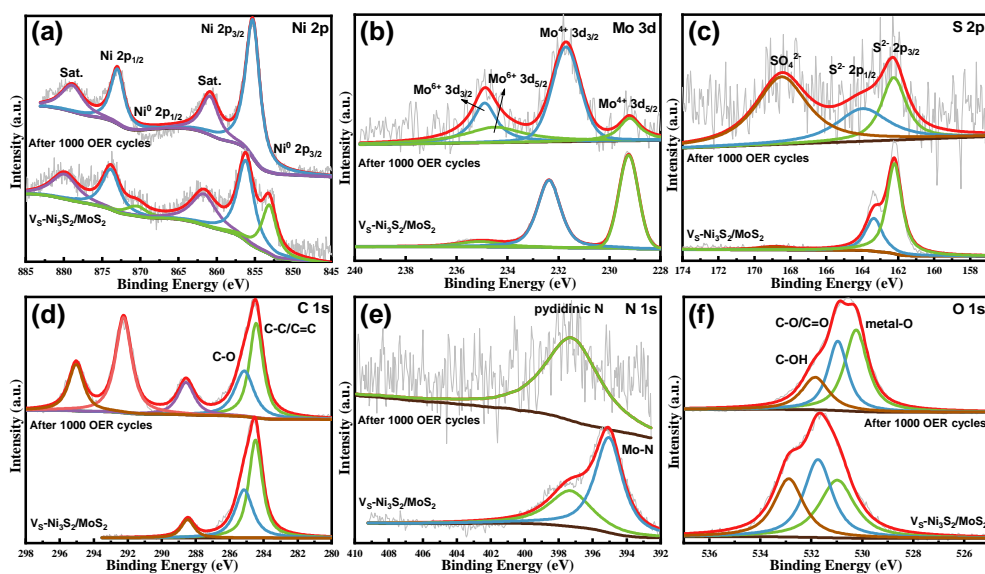 (a)
Ni 2p
Ni 2p3/2
Ni 2p1/2
Sat.
Sat.
Ni⁰ 2p1/2
Ni⁰ 2p3/2
After 1000 OER cycles
VS-Ni3S2/MoS2
Intensity (a.u.)
885 880 875 870 865 860 855 850 845
Binding Energy (eV)
(b)
Mo 3d
Mo⁴⁺ 3d3/2
Mo⁶⁺ 3d5/2
Mo⁶⁺ 3d3/2
Mo⁴⁺ 3d5/2
After 1000 OER cycles
VS-Ni3S2/MoS2
Intensity (a.u.)
240 238 236 234 232 230 228
Binding Energy (eV)
(c)
S 2p
S²⁻ 2p3/2
SO4²⁻
S²⁻ 2p1/2
After 1000 OER cycles
VS-Ni3S2/MoS2
Intensity (a.u.)
174 172 170 168 166 164 162 160 158
Binding Energy (eV)
(d)
C 1s
C-C/C=C
C-O
After 1000 OER cycles
VS-Ni3S2/MoS2
Intensity (a.u.)
298 296 294 292 290 288 286 284 282 280
Binding Energy (eV)
(e)
pydidinic N
N 1s
After 1000 OER cycles
Mo-N
VS-Ni3S2/MoS2
Intensity (a.u.)
410 408 406 404 402 400 398 396 394 392
Binding Energy (eV)
(f)
O 1s
C-O/C=O
metal-O
C-OH
After 1000 OER cycles
VS-Ni3S2/MoS2
Intensity (a.u.)
536 534 532 530 528 526
Binding Energy (eV)